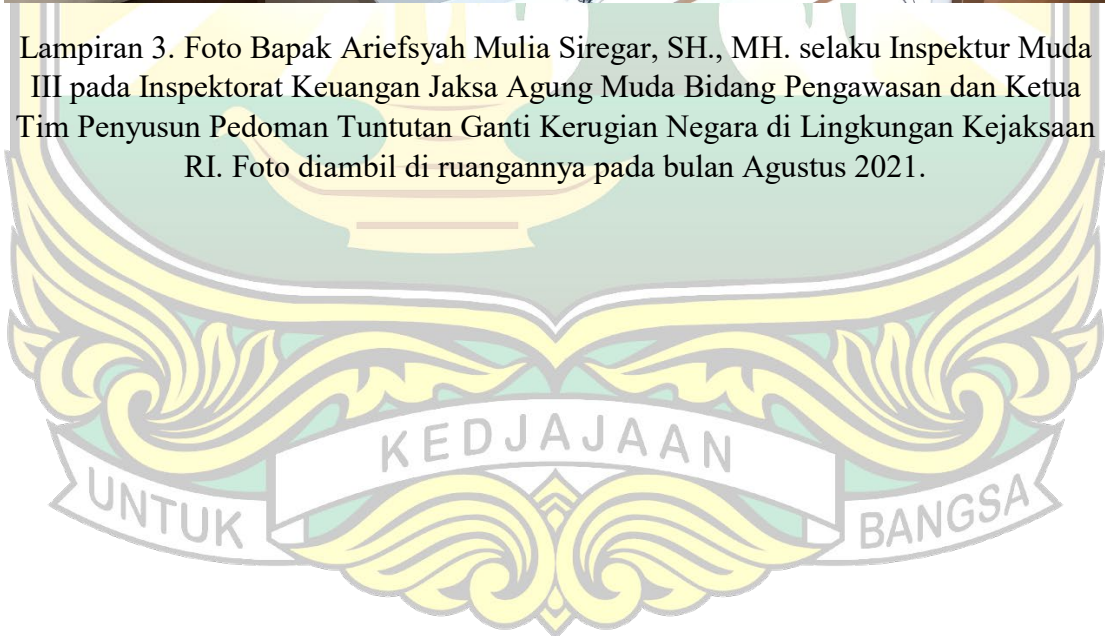 Lampiran 3. Foto Bapak Ariefsyah Mulia Siregar, SH., MH. selaku Inspektur Muda
III pada Inspektorat Keuangan Jaksa Agung Muda Bidang Pengawasan dan Ketua
Tim Penyusun Pedoman Tuntutan Ganti Kerugian Negara di Lingkungan Kejaksaan
RI. Foto diambil di ruangannya pada bulan Agustus 2021.
UNTUK KEDJAJAAN BANGSA